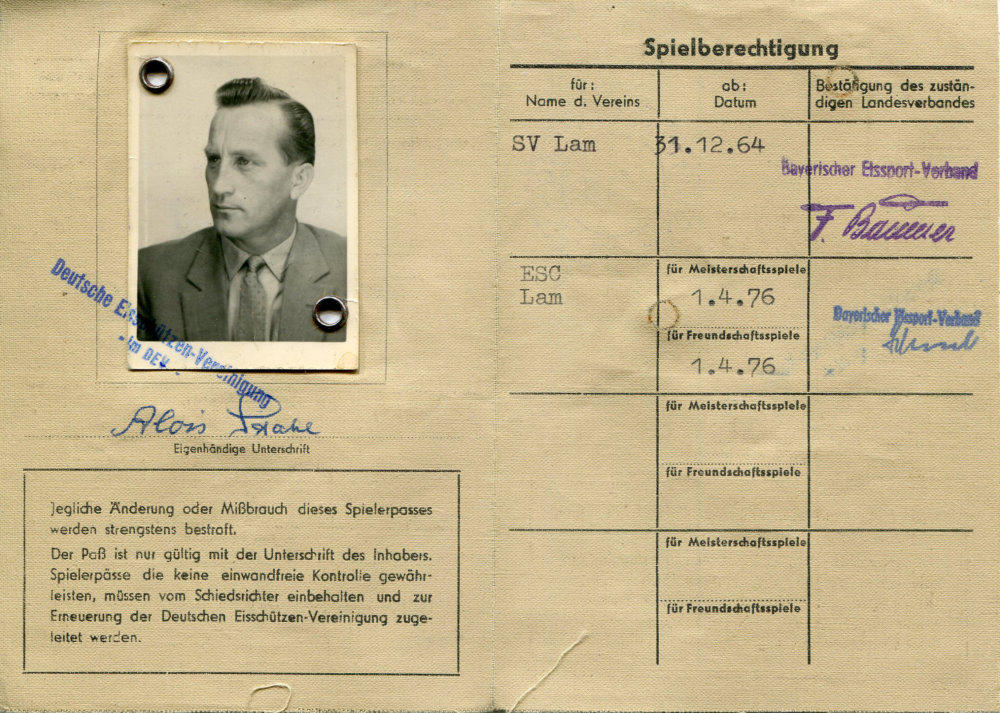 Deutsche Eisschützen-Vereinigung
- im DEV -
Alois
Eigenhändige Unterschrift
Jegliche Änderung oder Mißbrauch dieses Spielerpasses
werden strengstens bestraft.
Der Paß ist nur gültig mit der Unterschrift des Inhabers.
Spielerpässe die keine einwandfreie Kontrolle gewähr-
leisten, müssen vom Schiedsrichter einbehalten und zur
Erneuerung der Deutschen Eisschützen-Vereinigung zuge-
leitet werden.
Spielberechtigung
für:
Name d. Vereins
ab:
Datum
Bestätigung des zustän-
digen Landesverbandes
SV Lam
31.12.64
Bayerischer Eissport-Verband
F.
ESC
Lam
für Meisterschaftsspiele
1.4.76
für Freundschaftsspiele
1.4.76
Bayerischer Eissport-Verband
für Meisterschaftsspiele
für Freundschaftsspiele
für Meisterschaftsspiele
für Freundschaftsspiele